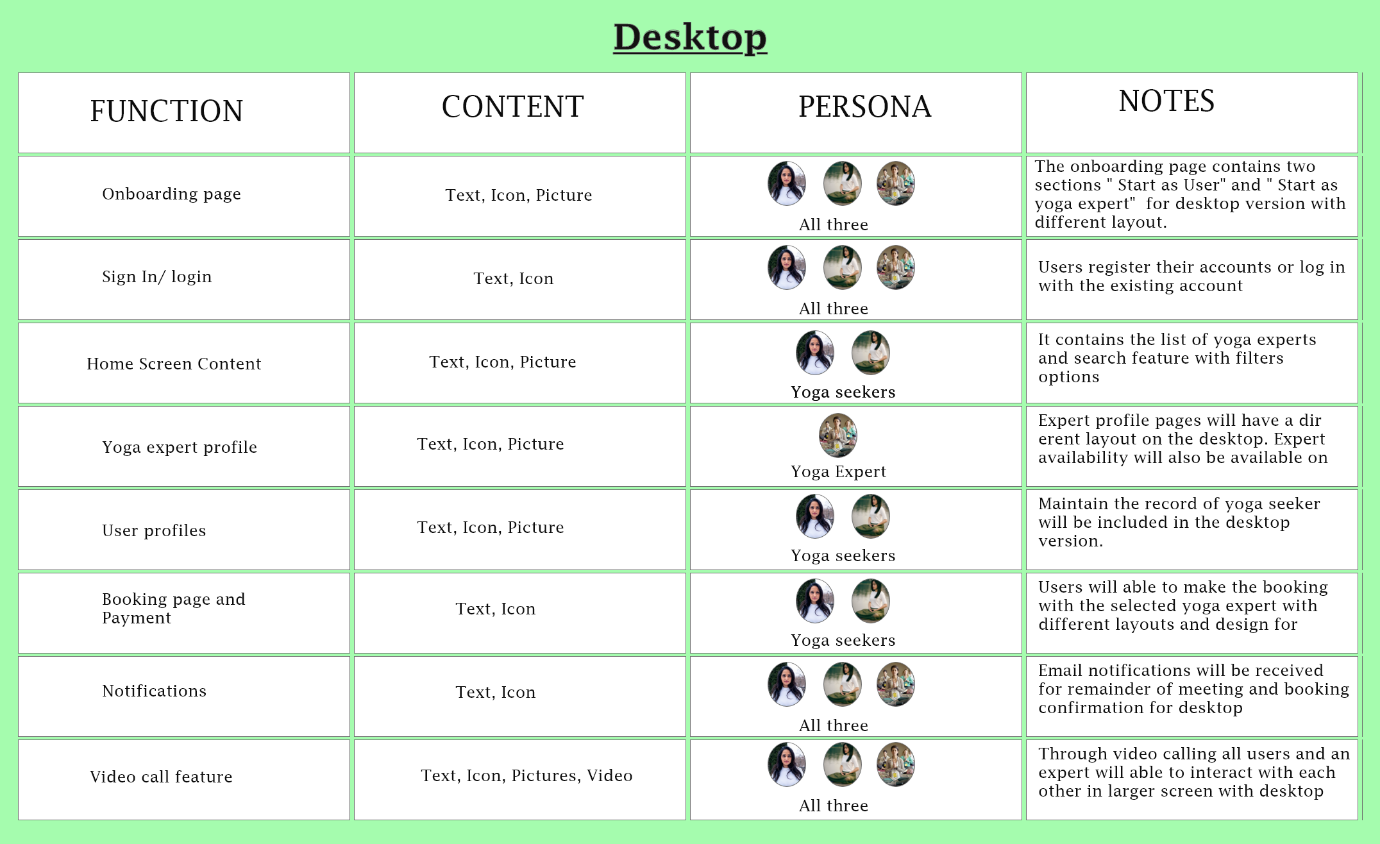 Desktop
FUNCTION
CONTENT
PERSONA
NOTES
Onboarding page
Text, Icon, Picture
All three
The onboarding page contains two
sections " Start as User" and " Start as
yoga expert"  for desktop version with
different layout.
Sign In/ login
Text, Icon
All three
Users register their accounts or log in
with the existing account
Home Screen Content
Text, Icon, Picture
Yoga seekers
It contains the list of yoga experts
and search feature with filters
options
Yoga expert profile
Text, Icon, Picture
Yoga Expert
Expert profile pages will have a dir
erent layout on the desktop. Expert
availability will also be available on
User profiles
Text, Icon, Picture
Yoga seekers
Maintain the record of yoga seeker
will be included in the desktop
version.
Booking page and
Payment
Text, Icon
Yoga seekers
Users will able to make the booking
with the selected yoga expert with
different layouts and design for
Notifications
Text, Icon
All three
Email notifications will be received
for remainder of meeting and booking
confirmation for desktop
Video call feature
Text, Icon, Pictures, Video
All three
Through video calling all users and an
expert will able to interact with each
other in larger screen with desktop